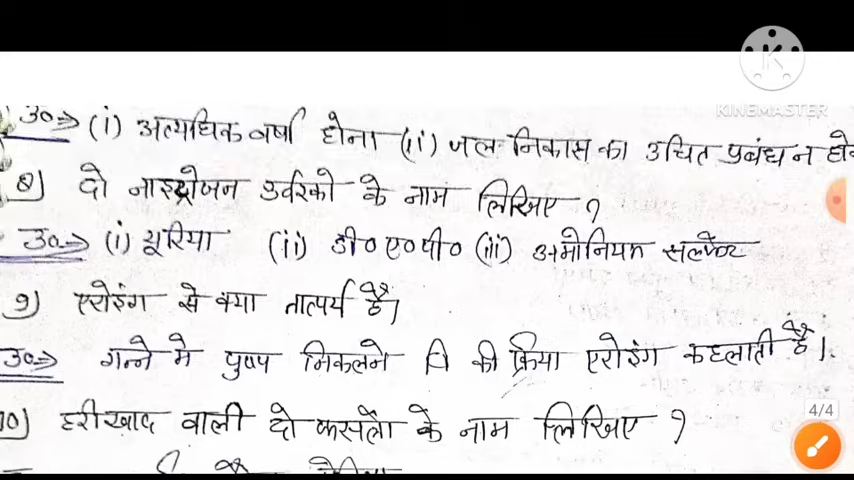 KINEMASTER
उ०⇒ (i) अत्यधिक वर्षा होना (ii) जल-निकास का उचित प्रबंध न
8) दो नाइट्रोजन उर्वरको के नाम लिखिए ?
उ०⇒ (i) यूरिया (ii) डी०ए०पी० (iii) अमोनियम सल्फेट
9) एरोइंग से क्या तात्पर्य है।
उ०⇒ गन्ने मे पुष्प निकलने की क्रिया एरोइंग कहलाती है।
4/4
10) हरीखाद वाली दो फसलो के नाम लिखिए ?